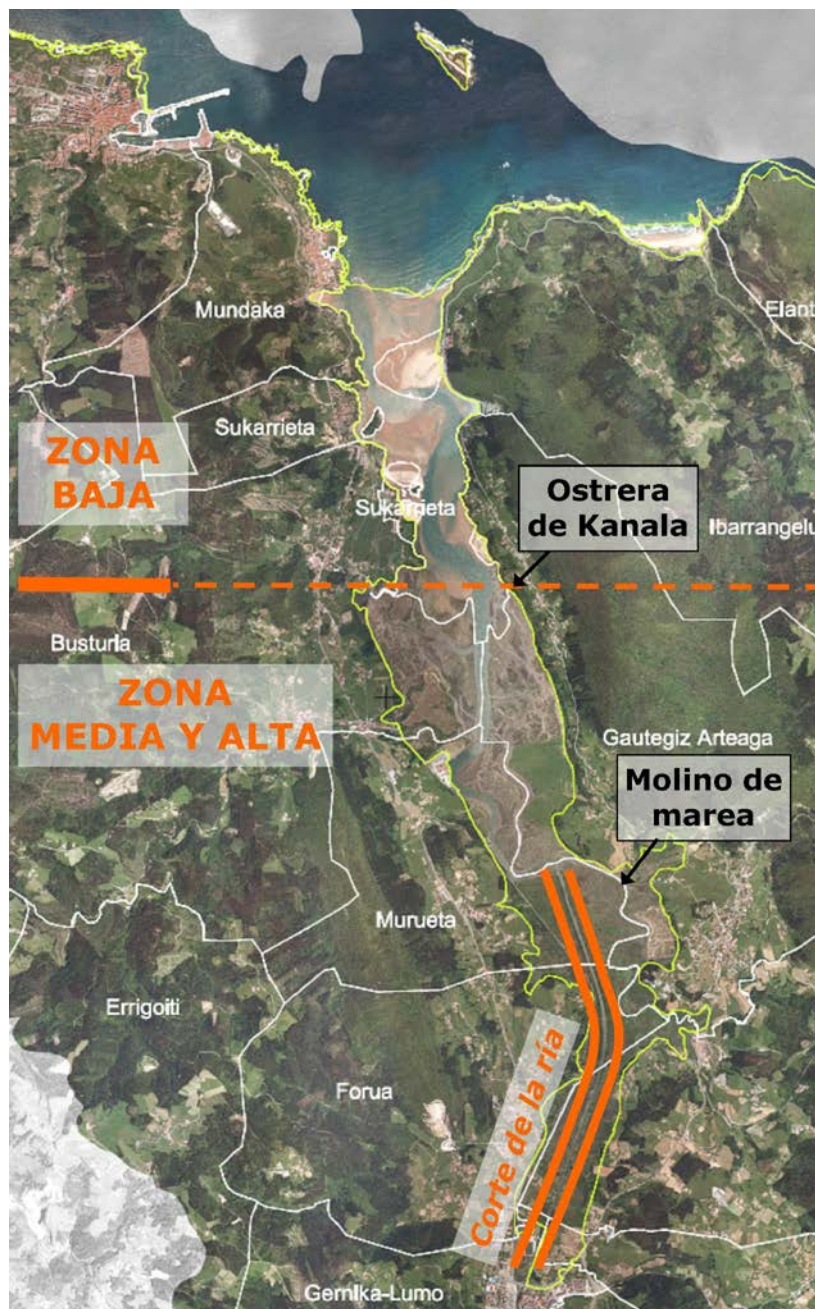 Mundaka
Elant
Sukarrieta
ZONA
BAJA
Sukarrieta
Ostrera
de Kanala
Ibarrangelu
Busturia
ZONA
MEDIA Y ALTA
Gautegiz Arteaga
Molino de
marea
Murueta
Errigoiti
Forua
Corte de la ría
Gernika-Lumo